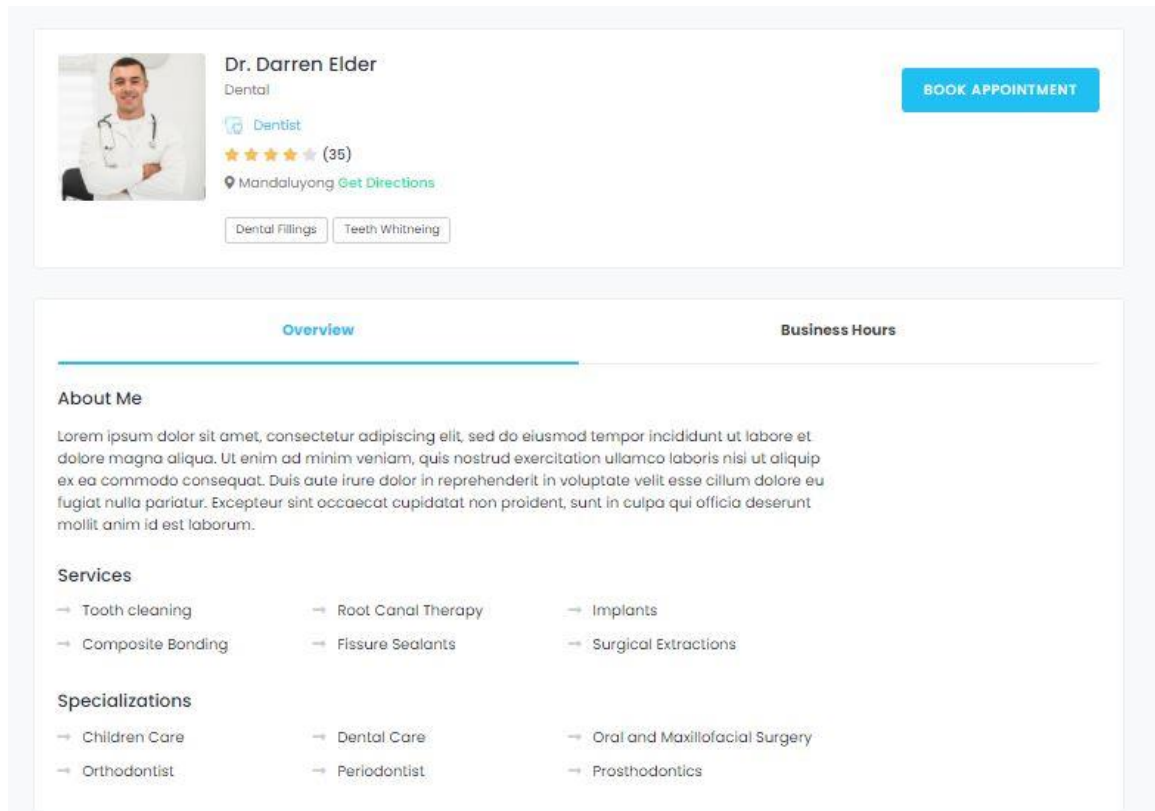 Dr. Darren Elder
BOOK APPOINTMENT
Dental
Dentist
(35)
Mandaluyong Get Directions
Dental Fillings Teeth Whitneing
Overview Business Hours
About Me
Lorem ipsum dolor sit amet, consectetur adipiscing elit, sed do eiusmod tempor incididunt ut labore et
dolore magna aliqua. Ut enim ad minim veniam, quis nostrud exercitation ullamco laboris nisi ut aliquip
ex ea commodo consequat. Duis aute irure dolor in reprehenderit in voluptate velit esse cillum dolore eu
fugiat nulla pariatur. Excepteur sint occaecat cupidatat non proident, sunt in culpa qui officia deserunt
mollit anim id est laborum.
Services
Tooth cleaning Root Canal Therapy Implants
Composite Bonding Fissure Sealants Surgical Extractions
Specializations
Children Care Dental Care Oral and Maxillofacial Surgery
Orthodontist Periodontist Prosthodontics